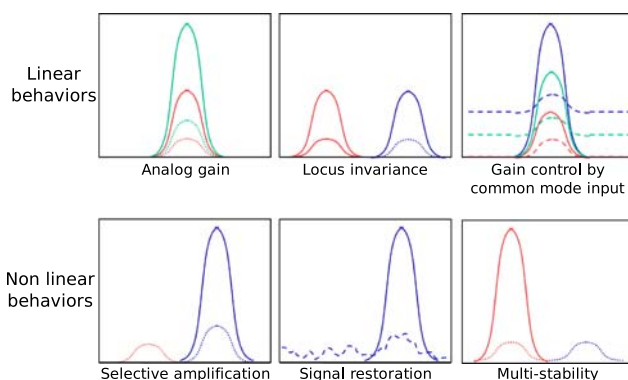 Linear
behaviors
Analog gain
Locus invariance
Gain control by
common mode input
Non linear
behaviors
Selective amplification
Signal restoration
Multi-stability